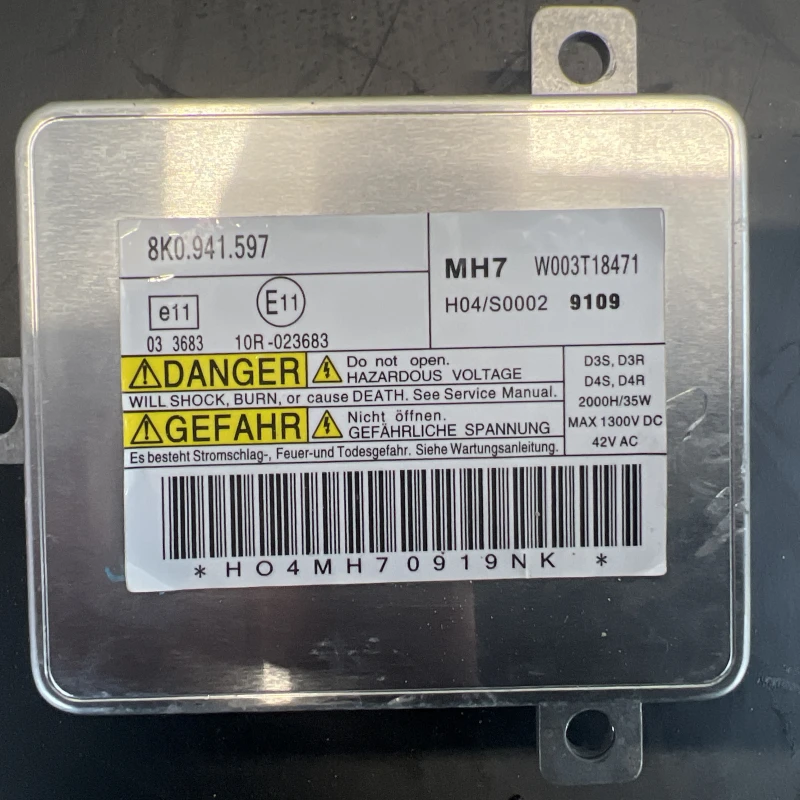 8K0.941.597
MH7 W003T18471
H04/S0002 9109
e11
E11
03 3683 10R-023683
DANGER
Do not open.
HAZARDOUS VOLTAGE
WILL SHOCK, BURN, or cause DEATH. See Service Manual.
GEFAHR
Nicht öffnen.
GEFÄHRLICHE SPANNUNG
Es besteht Stromschlag-, Feuer-und Todesgefahr. Siehe Wartungsanleitung.
D3S, D3R
D4S, D4R
2000H/35W
MAX 1300V DC
42V AC
*HO4MH70919NK*